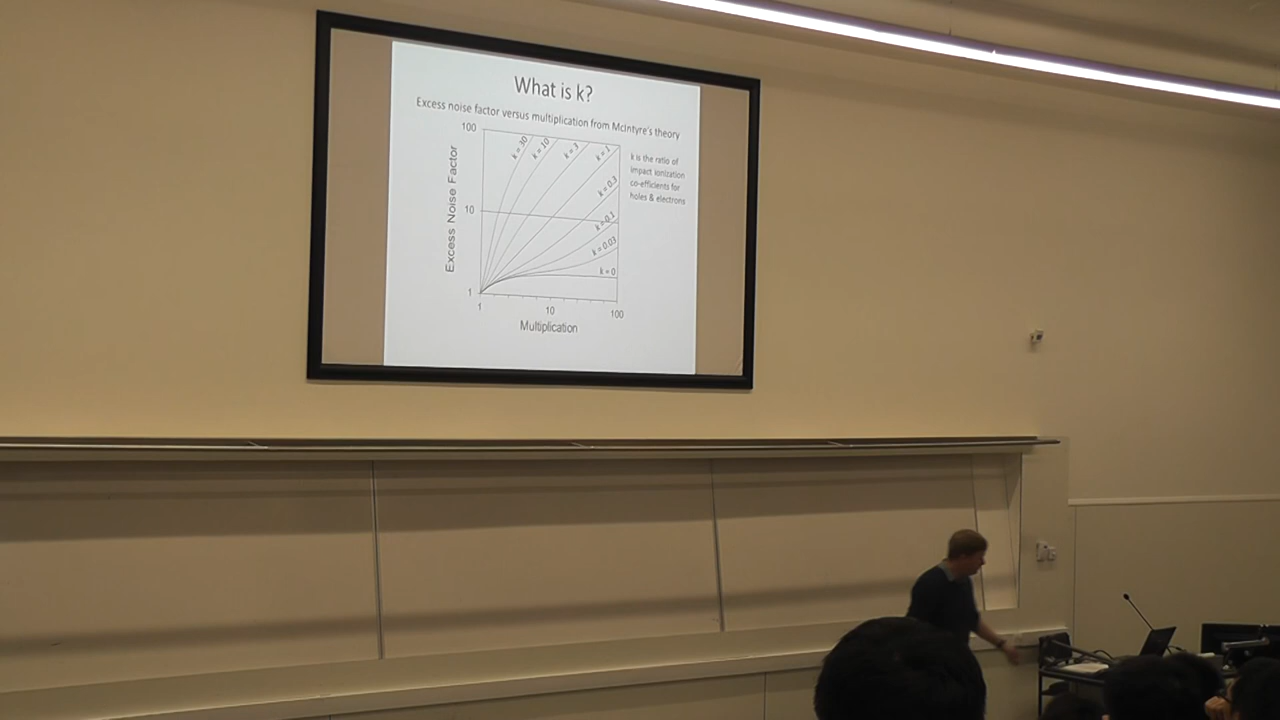 What is k?
Excess noise factor versus multiplication from McIntyre's theory
100
k = 30
k = 10
k = 3
k = 1
k is the ratio of
impact ionization
co-efficients for
holes & electrons
k = 0.3
Excess Noise Factor
10
k=0.1
k = 0.03
k = 0
1
1
10
100
Multiplication